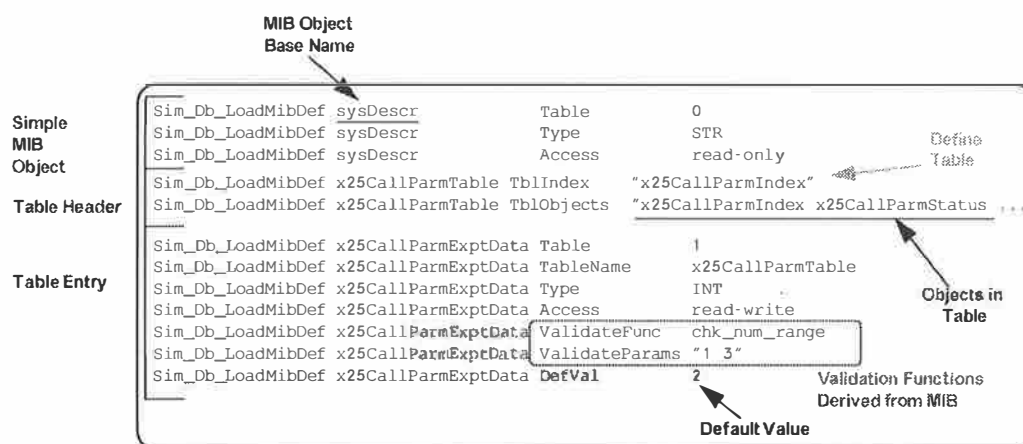 MIB Object
Base Name
Simple
MIB
Object
Sim_Db_LoadMibDef sysDescr Table 0
Sim_Db_LoadMibDef sysDescr Type STR
Sim_Db_LoadMibDef sysDescr Access read-only
Define
Table
Table Header
Sim_Db_LoadMibDef x25CallParmTable TblIndex "x25CallParmIndex"
Sim_Db_LoadMibDef x25CallParmTable TblObjects "x25CallParmIndex x25CallParmStatus ...
Table Entry
Sim_Db_LoadMibDef x25CallParmExptData Table 1
Sim_Db_LoadMibDef x25CallParmExptData TableName x25CallParmTable
Sim_Db_LoadMibDef x25CallParmExptData Type INT
Sim_Db_LoadMibDef x25CallParmExptData Access read-write
Sim_Db_LoadMibDef x25CallParmExptData ValidateFunc chk_num_range
Sim_Db_LoadMibDef x25CallParmExptData ValidateParams "1 3"
Sim_Db_LoadMibDef x25CallParmExptData DefVal 2
Objects in
Table
Validation Functions
Derived from MIB
Default Value